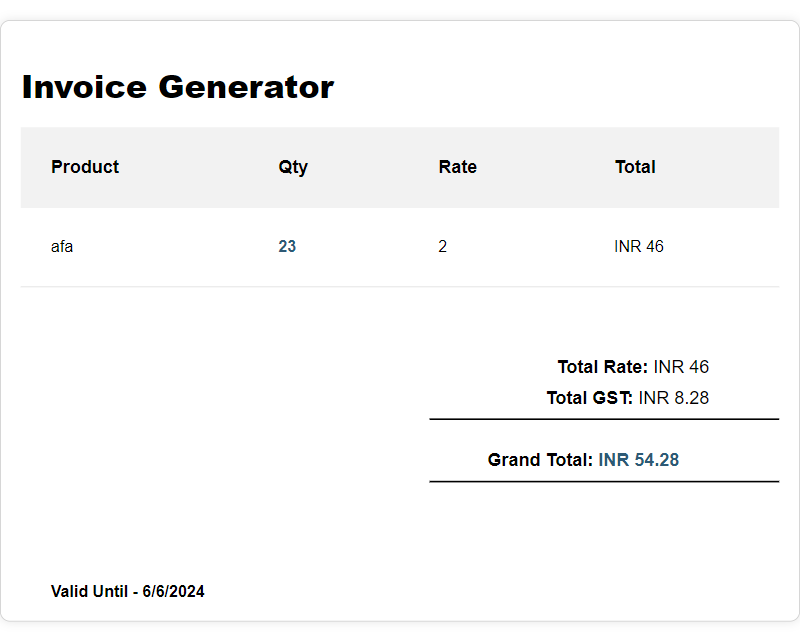 Invoice Generator
Product Qty Rate Total
afa 23 2 INR 46
Total Rate: INR 46
Total GST: INR 8.28
Grand Total: INR 54.28
Valid Until - 6/6/2024